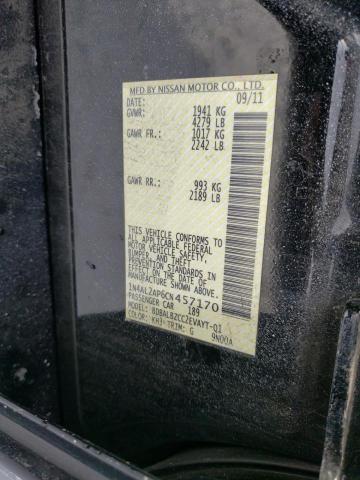 MFD BY NISSAN MOTOR CO., LTD.
DATE: 09/11
GVWR: 1941 KG
4279 LB
GAWR FR.: 1017 KG
2242 LB
GAWR RR.: 993 KG
2189 LB
THIS VEHICLE CONFORMS TO
ALL APPLICABLE FEDERAL
MOTOR VEHICLE SAFETY,
BUMPER, AND THEFT
PREVENTION STANDARDS IN
EFFECT ON THE DATE OF
MANUFACTURE SHOWN ABOVE.
1N4AL2AP6CN457170
PASSENGER CAR 189
MODEL: BDBALBZCC2EVAYT-QI
COLOR: KH3 TRIM: G 9N00A